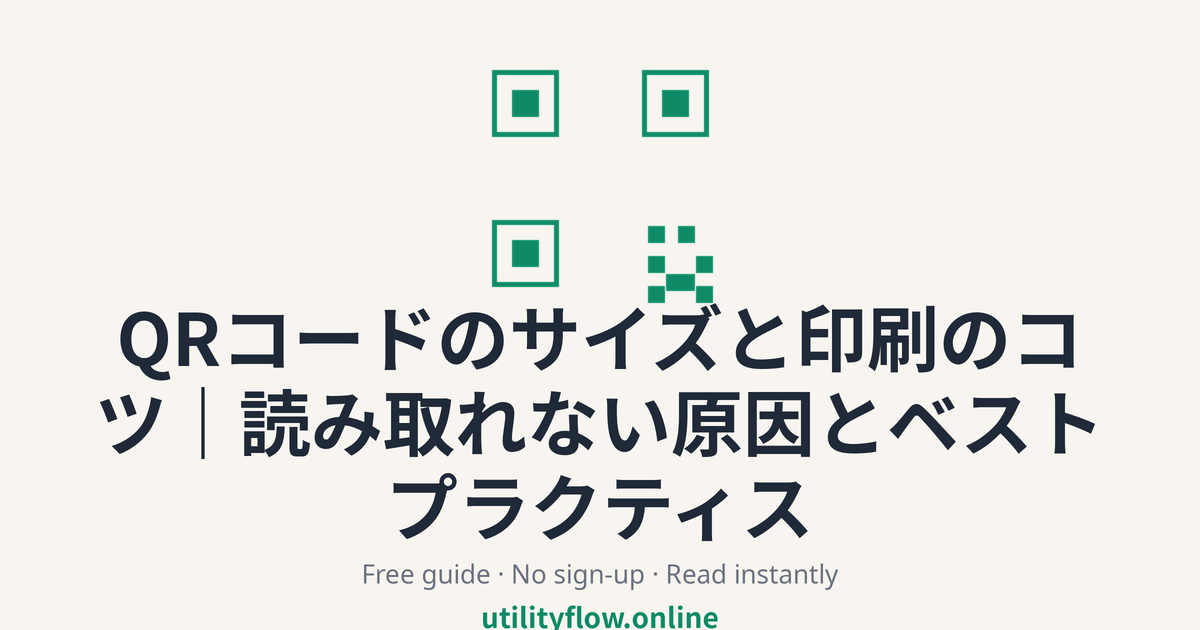 QRコードのサイズと印刷のコ
ツ｜読み取れない原因とベスト
プラクティス
Free guide · No sign-up · Read instantly
utilityflow.online